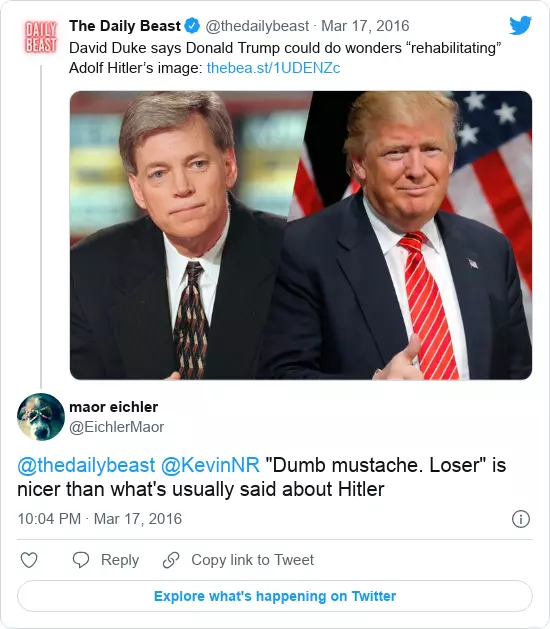 DAILY
BEAST
The Daily Beast @thedailybeast · Mar 17, 2016
David Duke says Donald Trump could do wonders “rehabilitating”
Adolf Hitler’s image: thebea.st/1UDENZc
maor eichler
@EichlerMaor
@thedailybeast @KevinNR "Dumb mustache. Loser" is
nicer than what's usually said about Hitler
10:04 PM · Mar 17, 2016
Reply
Copy link to Tweet
Explore what's happening on Twitter